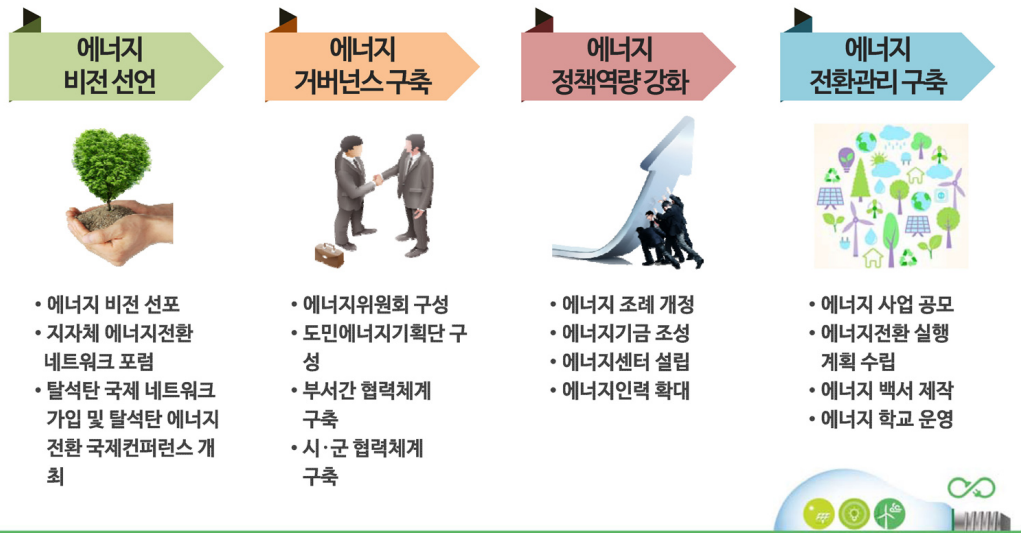 에너지
비전 선언
에너지
거버넌스 구축
에너지
정책역량 강화
에너지
전환관리 구축
• 에너지 비전 선포
• 지자체 에너지전환
네트워크 포럼
• 탈석탄 국제 네트워크
가입 및 탈석탄 에너지
전환 국제컨퍼런스 개
최
• 에너지위원회 구성
• 도민에너지기획단 구
성
• 부서간 협력체계
구축
• 시·군 협력체계
구축
• 에너지 조례 개정
• 에너지기금 조성
• 에너지센터 설립
• 에너지인력 확대
• 에너지 사업 공모
• 에너지전환 실행
계획 수립
• 에너지 백서 제작
• 에너지 학교 운영